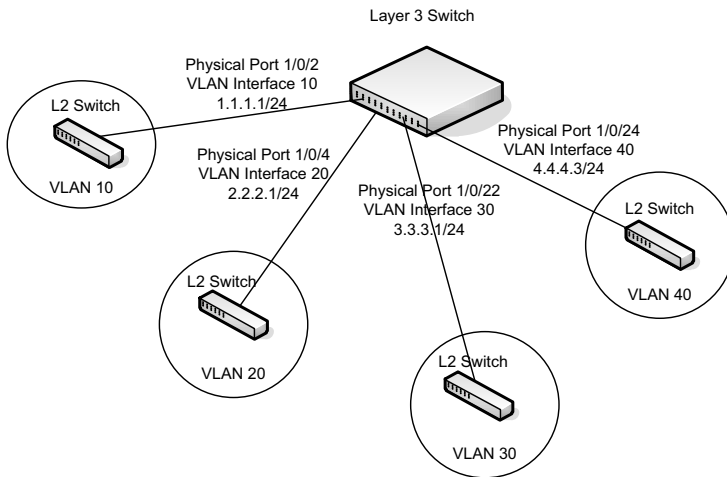 Layer 3 Switch
Physical Port 1/0/2
VLAN Interface 10
1.1.1.1/24
L2 Switch
VLAN 10
Physical Port 1/0/4
VLAN Interface 20
2.2.2.1/24
L2 Switch
VLAN 20
Physical Port 1/0/22
VLAN Interface 30
3.3.3.1/24
L2 Switch
VLAN 30
Physical Port 1/0/24
VLAN Interface 40
4.4.4.3/24
L2 Switch
VLAN 40